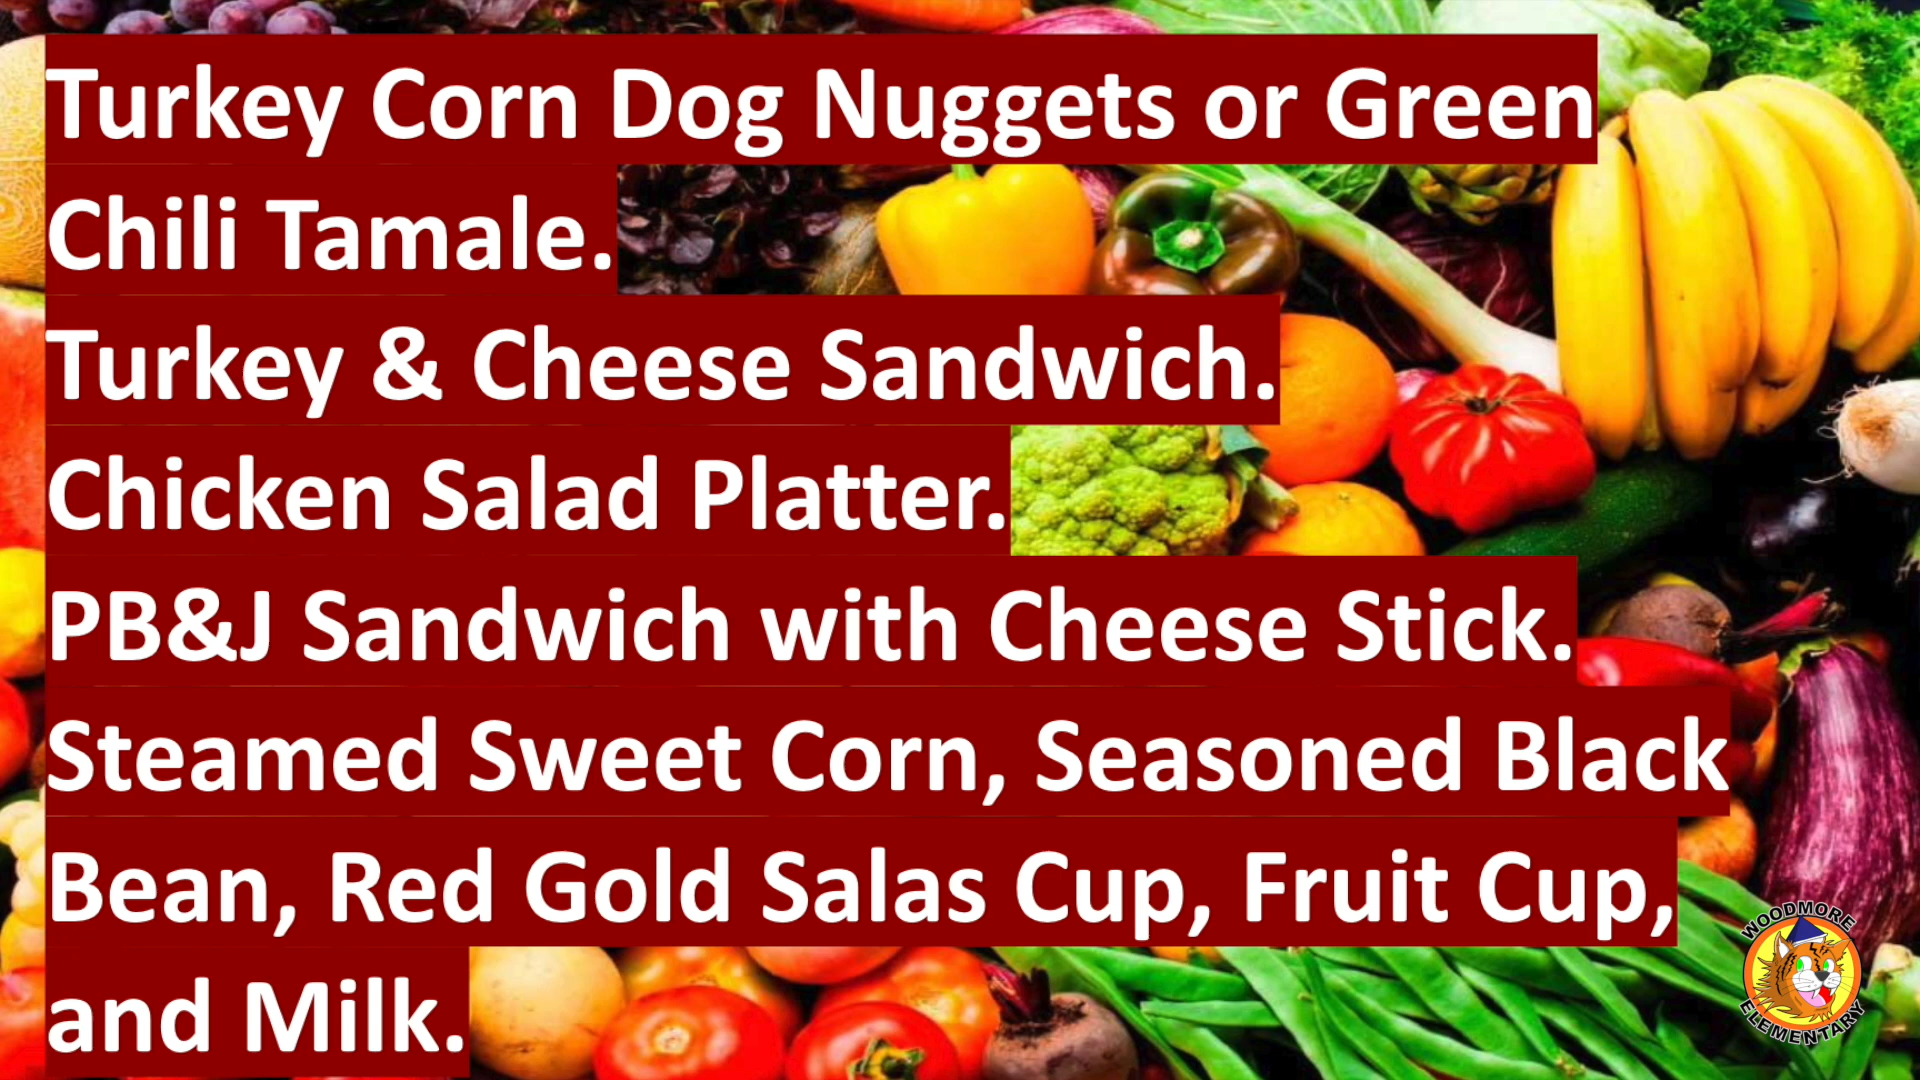 Turkey Corn Dog Nuggets or Green
Chili Tamale.
Turkey & Cheese Sandwich.
Chicken Salad Platter.
PB&J Sandwich with Cheese Stick.
Steamed Sweet Corn, Seasoned Black
Bean, Red Gold Salas Cup, Fruit Cup,
and Milk.
WOODMORE
ELEMENTARY